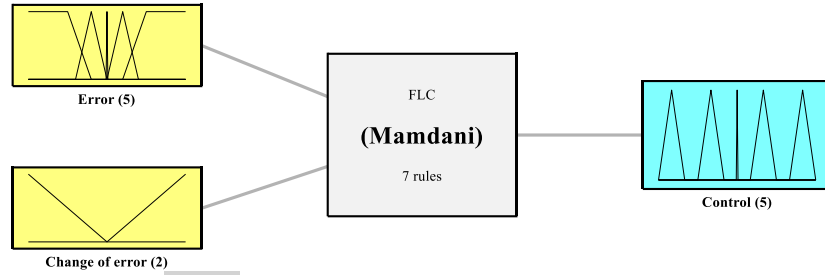 Error (5)
FLC
(Mamdani)
7 rules
Control (5)
Change of error (2)